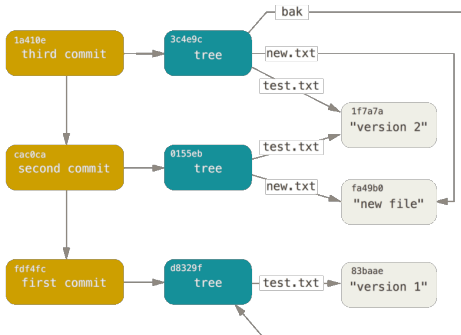 bak
1a410e
third commit
3c4e9c
tree
new.txt
test.txt
1f7a7a
"version 2"
cac0ca
second commit
0155eb
tree
test.txt
new.txt
fa49b0
"new file"
fdf4fc
first commit
d8329f
tree
test.txt
83baae
"version 1"